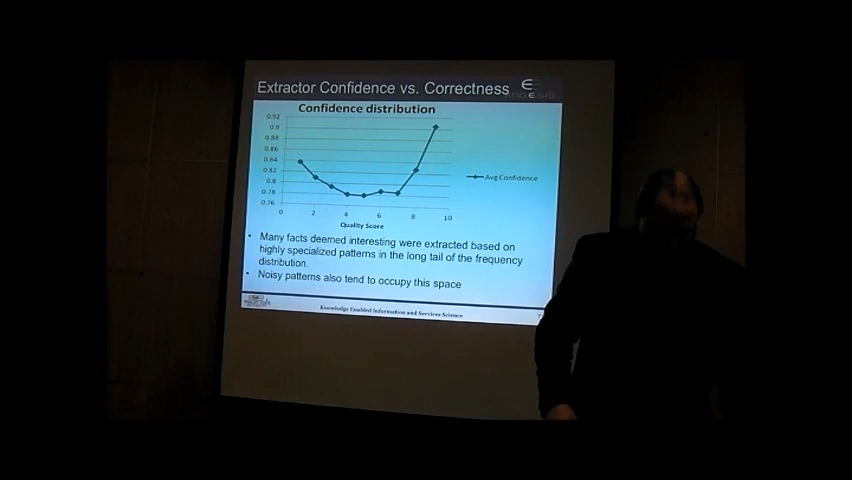 Extractor Confidence vs. Correctness
Confidence distribution
0.92
0.9
0.88
0.86
0.84
0.82
0.8
0.78
0.76
0 2 4 6 8 10
Avg Confidence
Quality Score
• Many facts deemed interesting were extracted based on
highly specialized patterns in the long tail of the frequency
distribution.
• Noisy patterns also tend to occupy this space
Knowledge Enabled Information and Services Science